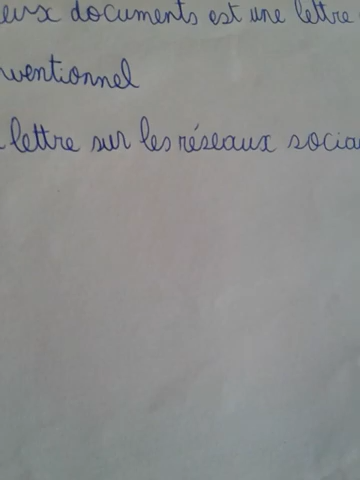 eux documents est une lettre
ventionnel
lettre sur les réseaux socia